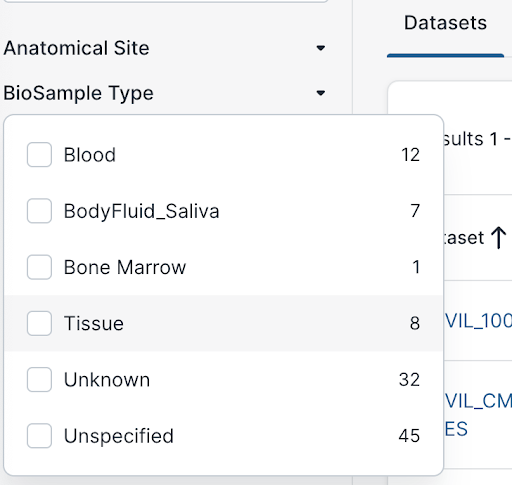 Datasets
Anatomical Site
BioSample Type
Blood 12
BodyFluid_Saliva 7
Bone Marrow 1
Tissue 8
Unknown 32
Unspecified 45
sults 1 -
taset ↑
VIL_100
VIL_CM
ES